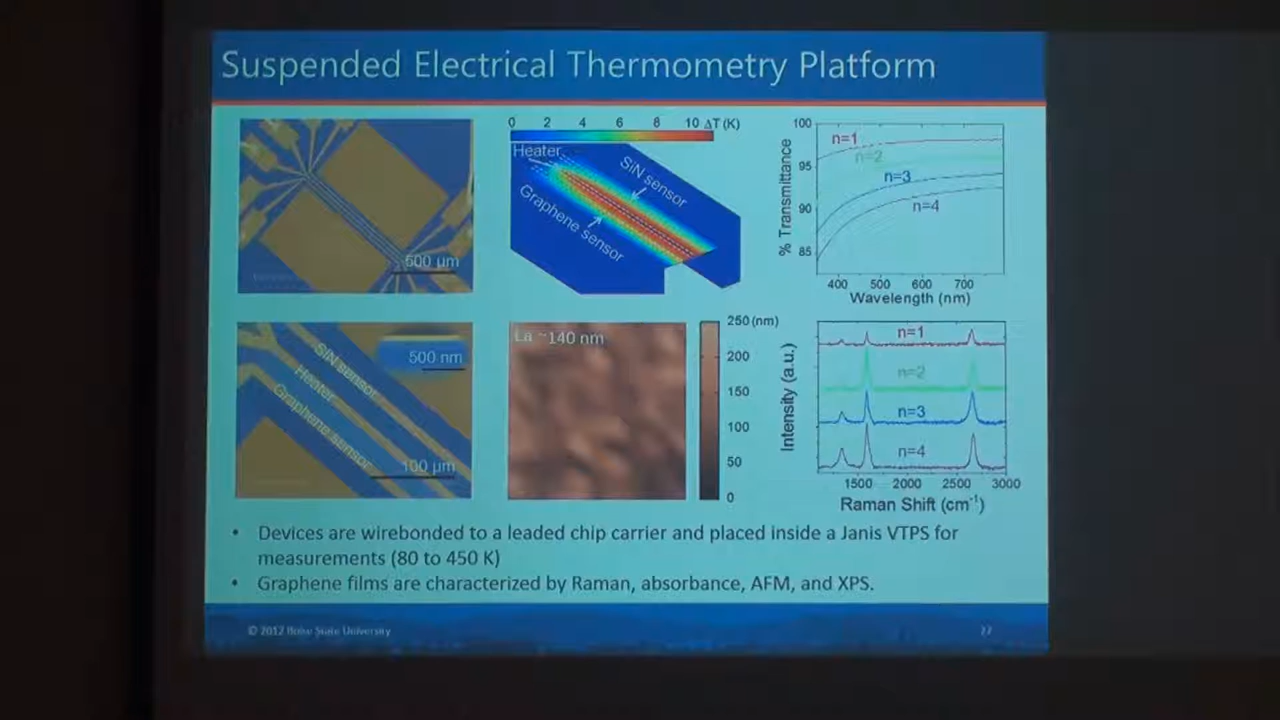 Suspended Electrical Thermometry Platform
500 µm
0 2 4 6 8 10 ΔT (K)
Heater
SiN sensor
Graphene sensor
% Transmittance
100
95
90
85
n=1
n=2
n=3
n=4
400 500 600 700
Wavelength (nm)
SiN sensor
Heater
Graphene sensor
500 nm
100 µm
La ~140 nm
250 (nm)
200
150
100
50
0
Intensity (a.u.)
n=1
n=2
n=3
n=4
1500 2000 2500 3000
Raman Shift (cm⁻¹)
• Devices are wirebonded to a leaded chip carrier and placed inside a Janis VTPS for
measurements (80 to 450 K)
• Graphene films are characterized by Raman, absorbance, AFM, and XPS.
© 2012 Boise State University